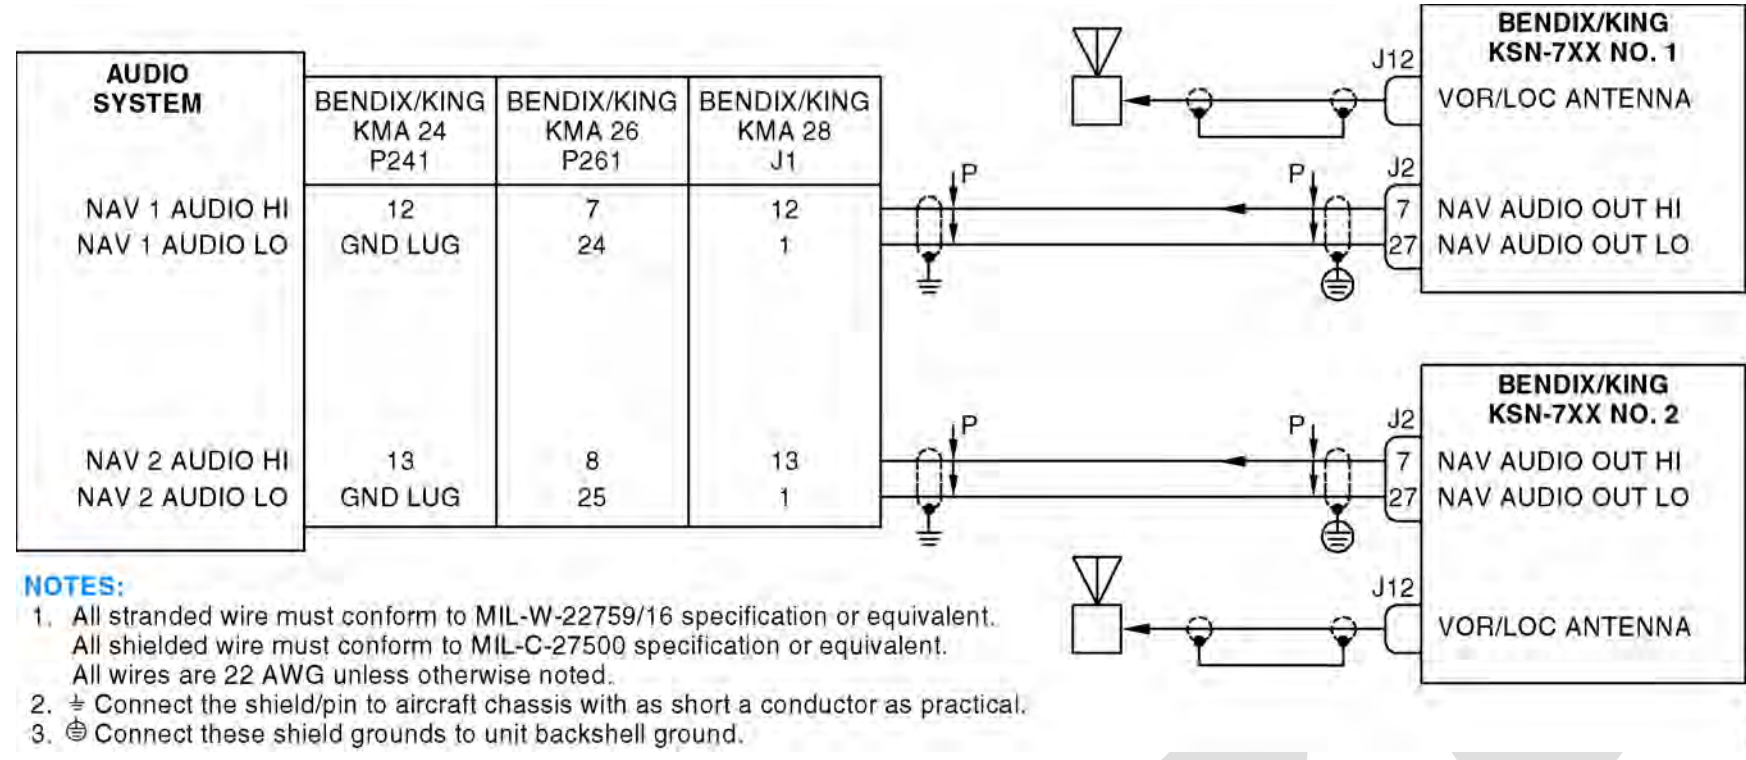 AUDIO
SYSTEM
BENDIX/KING
KMA 24
P241
BENDIX/KING
KMA 26
P261
BENDIX/KING
KMA 28
J1
NAV 1 AUDIO HI 12 7 12
NAV 1 AUDIO LO GND LUG 24 1
NAV 2 AUDIO HI 13 8 13
NAV 2 AUDIO LO GND LUG 25 1
BENDIX/KING
KSN-7XX NO. 1
J12
VOR/LOC ANTENNA
P P J2
7 NAV AUDIO OUT HI
27 NAV AUDIO OUT LO
BENDIX/KING
KSN-7XX NO. 2
P P J2
7 NAV AUDIO OUT HI
27 NAV AUDIO OUT LO
J12
VOR/LOC ANTENNA
NOTES:
1. All stranded wire must conform to MIL-W-22759/16 specification or equivalent.
All shielded wire must conform to MIL-C-27500 specification or equivalent.
All wires are 22 AWG unless otherwise noted.
2. ⏚ Connect the shield/pin to aircraft chassis with as short a conductor as practical.
3. Connect these shield grounds to unit backshell ground.